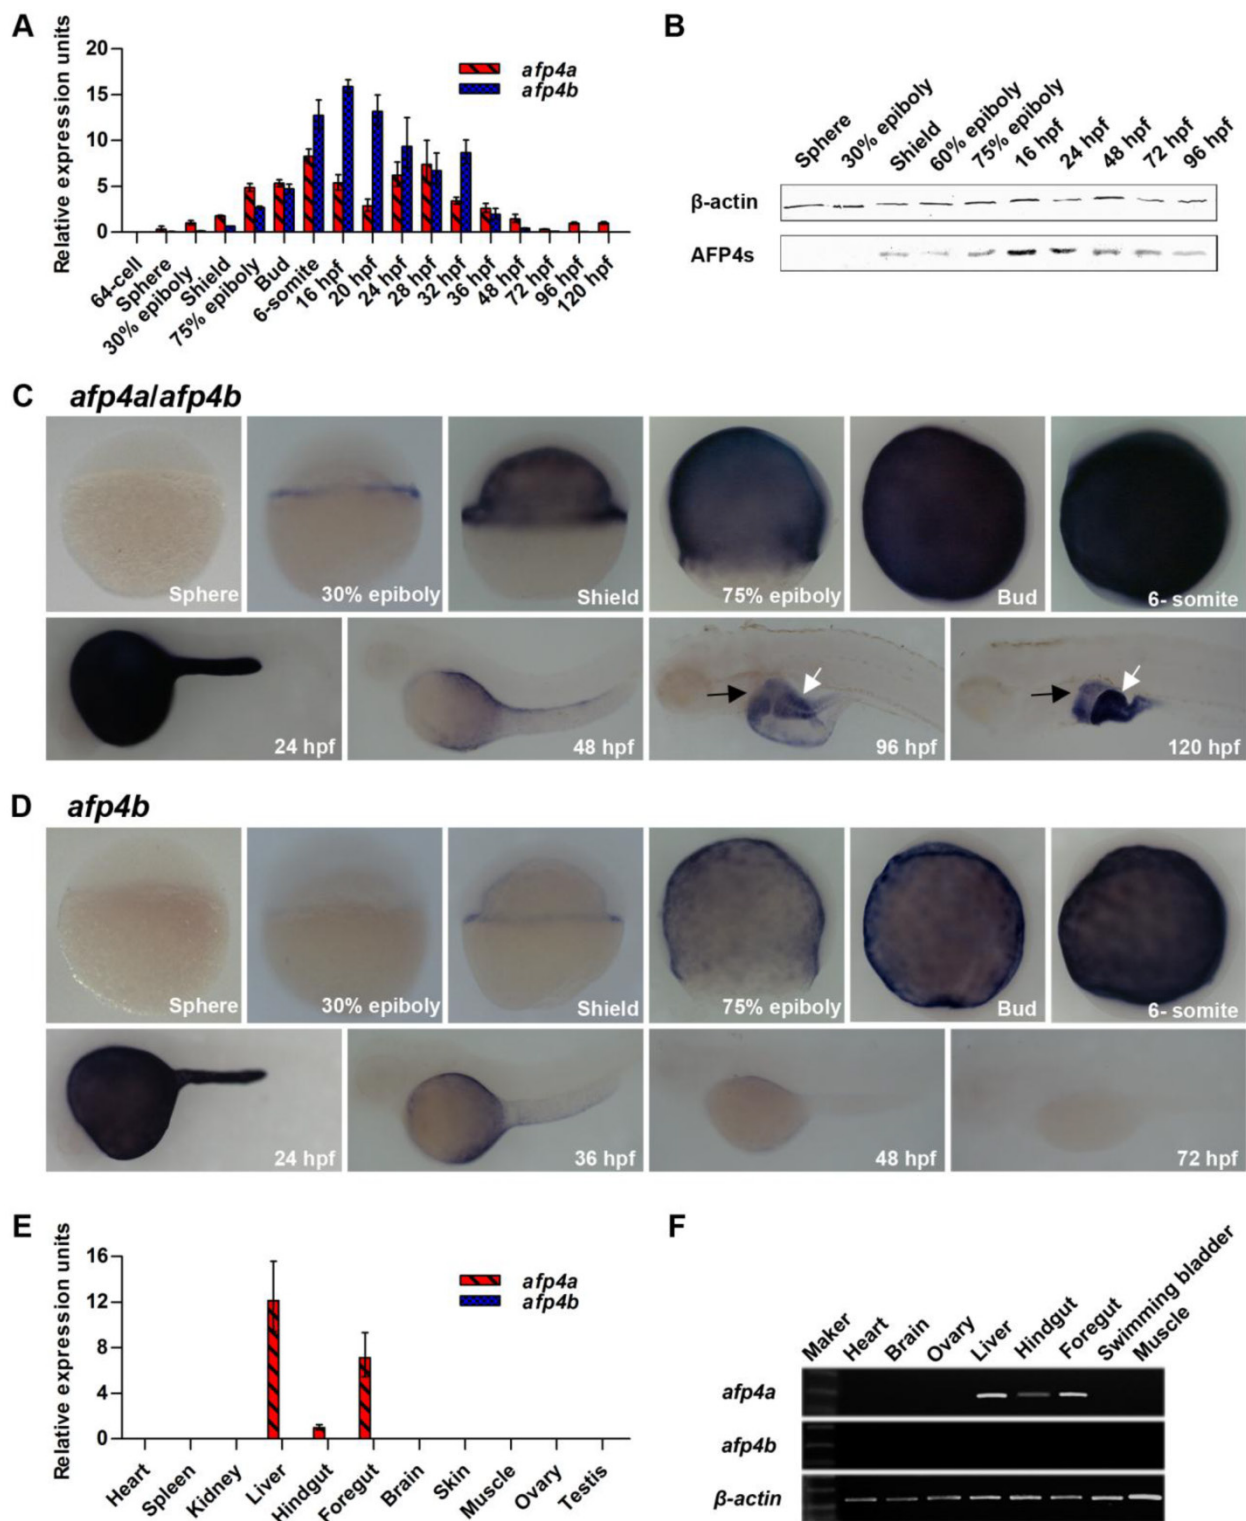 A
Relative expression units
20
15
10
5
0
afp4a
afp4b
64-cell
Sphere
30% epiboly
Shield
75% epiboly
Bud
6-somite
16 hpf
20 hpf
24 hpf
28 hpf
32 hpf
36 hpf
48 hpf
72 hpf
96 hpf
120 hpf
B
Sphere
30% epiboly
Shield
60% epiboly
75% epiboly
16 hpf
24 hpf
48 hpf
72 hpf
96 hpf
β-actin
AFP4s
C afp4a/afp4b
Sphere
30% epiboly
Shield
75% epiboly
Bud
6- somite
24 hpf
48 hpf
96 hpf
120 hpf
D afp4b
Sphere
30% epiboly
Shield
75% epiboly
Bud
6- somite
24 hpf
36 hpf
48 hpf
72 hpf
E
Relative expression units
16
12
8
4
0
afp4a
afp4b
Heart
Spleen
Kidney
Liver
Hindgut
Foregut
Brain
Skin
Muscle
Ovary
Testis
F
Maker
Heart
Brain
Ovary
Liver
Hindgut
Foregut
Swimming bladder
Muscle
afp4a
afp4b
β-actin